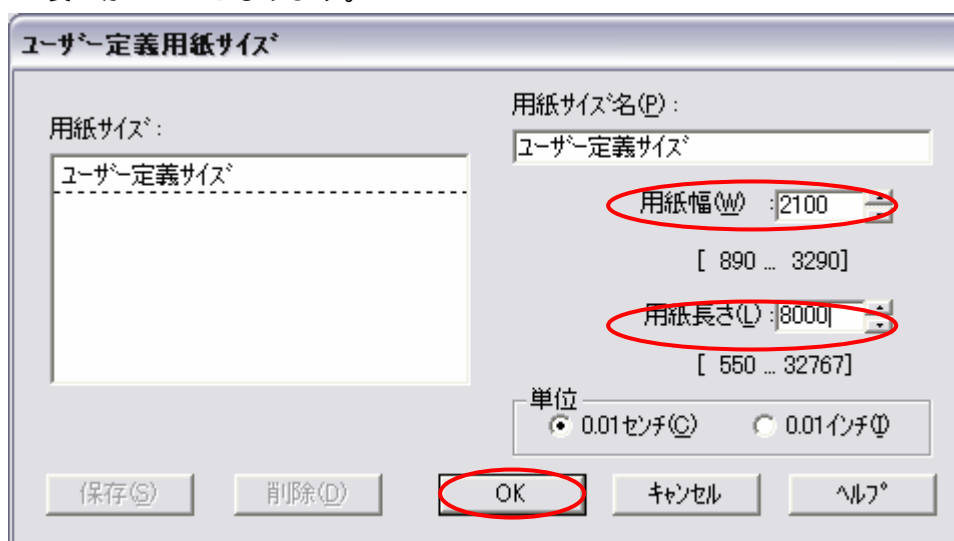 ユーザー定義用紙サイズ
用紙サイズ:
ユーザー定義サイズ
用紙サイズ名(P):
ユーザー定義サイズ
用紙幅(W) :2100
[ 890 ... 3290]
用紙長さ(L) :8000
[ 550 ... 32767]
単位
0.01センチ(C) 0.01インチ(I)
保存(S) 削除(D) OK キャンセル ヘルプ